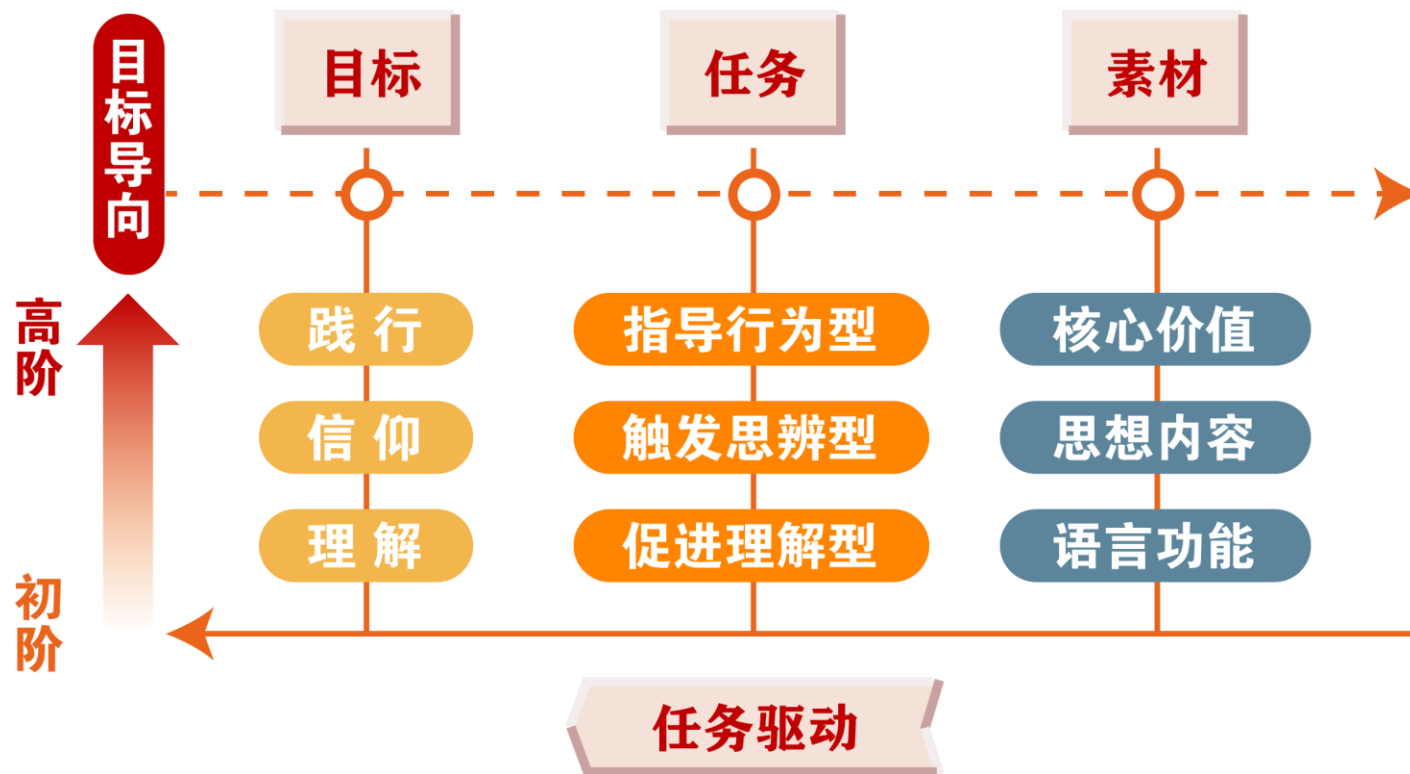 目标导向
目标
任务
素材
高阶
践行
指导行为型
核心价值
信仰
触发思辨型
思想内容
理解
促进理解型
语言功能
初阶
任务驱动